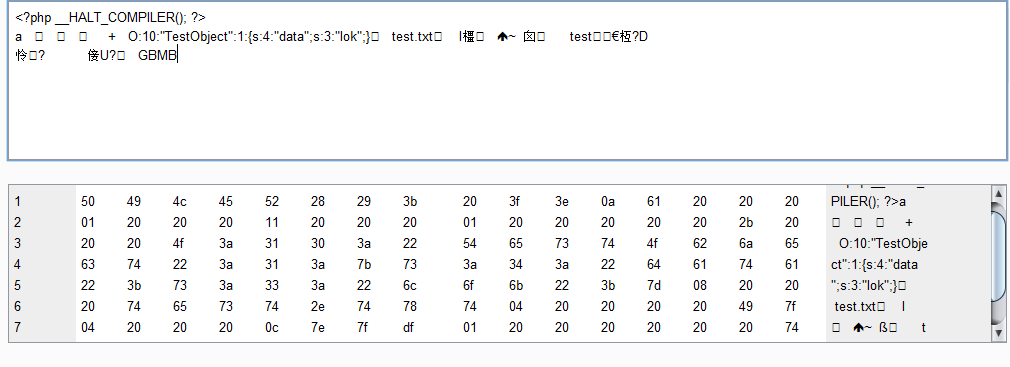 <?php __HALT_COMPILER(); ?>
a □ □ □ + O:10:"TestObject":1:{s:4:"data";s:3:"lok";}□ test.txt□ I橿□ ~ 囟 test□□€栢?D
怜□? 傻U?□ GBMB
1 50 49 4c 45 52 28 29 3b 20 3f 3e 0a 61 20 20 20 PILER(); ?>a
2 01 20 20 20 11 20 20 20 01 20 20 20 20 20 2b 20 □ □ □ +
3 20 20 4f 3a 31 30 3a 22 54 65 73 74 4f 62 6a 65 O:10:"TestObje
4 63 74 22 3a 31 3a 7b 73 3a 34 3a 22 64 61 74 61 ct":1:{s:4:"data
5 22 3b 73 3a 33 3a 22 6c 6f 6b 22 3b 7d 08 20 20 ";s:3:"lok";}□
6 20 74 65 73 74 2e 74 78 74 04 20 20 20 20 49 7f test.txt□ I
7 04 20 20 20 0c 7e 7f df 01 20 20 20 20 20 20 74 □ ~ ß□ t